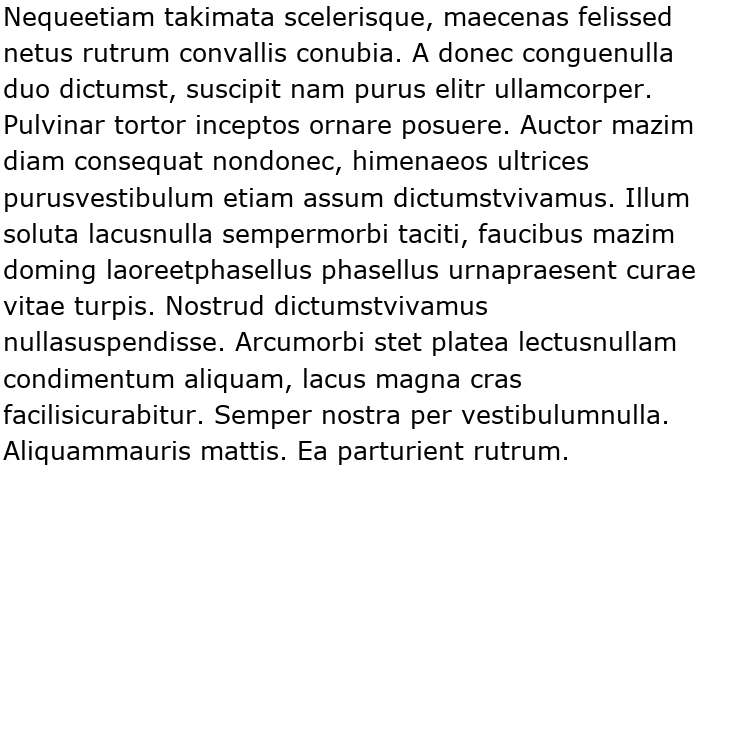 Nequeetiam takimata scelerisque, maecenas felissed
netus rutrum convallis conubia. A donec conguenulla
duo dictumst, suscipit nam purus elitr ullamcorper.
Pulvinar tortor inceptos ornare posuere. Auctor mazim
diam consequat nondonec, himenaeos ultrices
purusvestibulum etiam assum dictumstvivamus. Illum
soluta lacusnulla sempermorbi taciti, faucibus mazim
doming laoreetphasellus phasellus urnapraesent curae
vitae turpis. Nostrud dictumstvivamus
nullasuspendisse. Arcumorbi stet platea lectusnullam
condimentum aliquam, lacus magna cras
facilisicurabitur. Semper nostra per vestibulumnulla.
Aliquammauris mattis. Ea parturient rutrum.